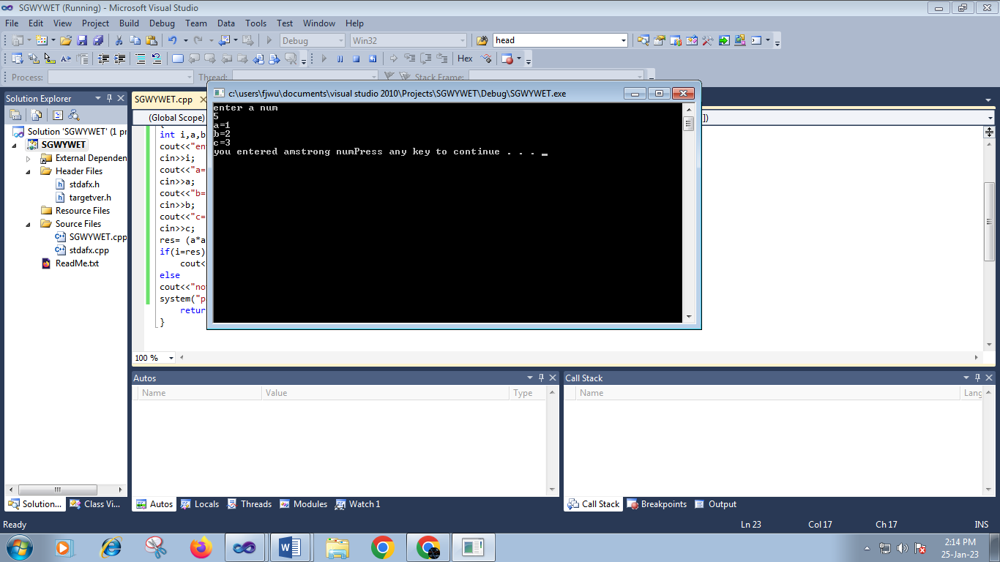 SGWYWET (Running) - Microsoft Visual Studio
File Edit View Project Build Debug Team Data Tools Test Window Help
Debug Win32 head
Hex
Process: Thread: Stack Frame:
Solution Explorer
Solution 'SGWYWET' (1 pr
SGWYWET
External Dependen
Header Files
stdafx.h
targetver.h
Resource Files
Source Files
SGWYWET.cpp
stdafx.cpp
ReadMe.txt
Solution... Class Vi...
SGWYWET.cpp
(Global Scope) ])
{
int i,a,b
cout<<"en
cin>>i;
cout<<"a=
cin>>a;
cout<<"b=
cin>>b;
cout<<"c=
cin>>c;
res= (a*a
if(i=res)
cout<
else
cout<<"no
system("p
retur
}
100 %
c:\users\fjwu\documents\visual studio 2010\Projects\SGWYWET\Debug\SGWYWET.exe
enter a num
5
a=1
b=2
c=3
you entered amstrong numPress any key to continue . . . _
Autos
Name Value Type
Autos Locals Threads Modules Watch 1
Call Stack
Name Lang
Call Stack Breakpoints Output
Ready Ln 23 Col 17 Ch 17 INS
2:14 PM
25-Jan-23